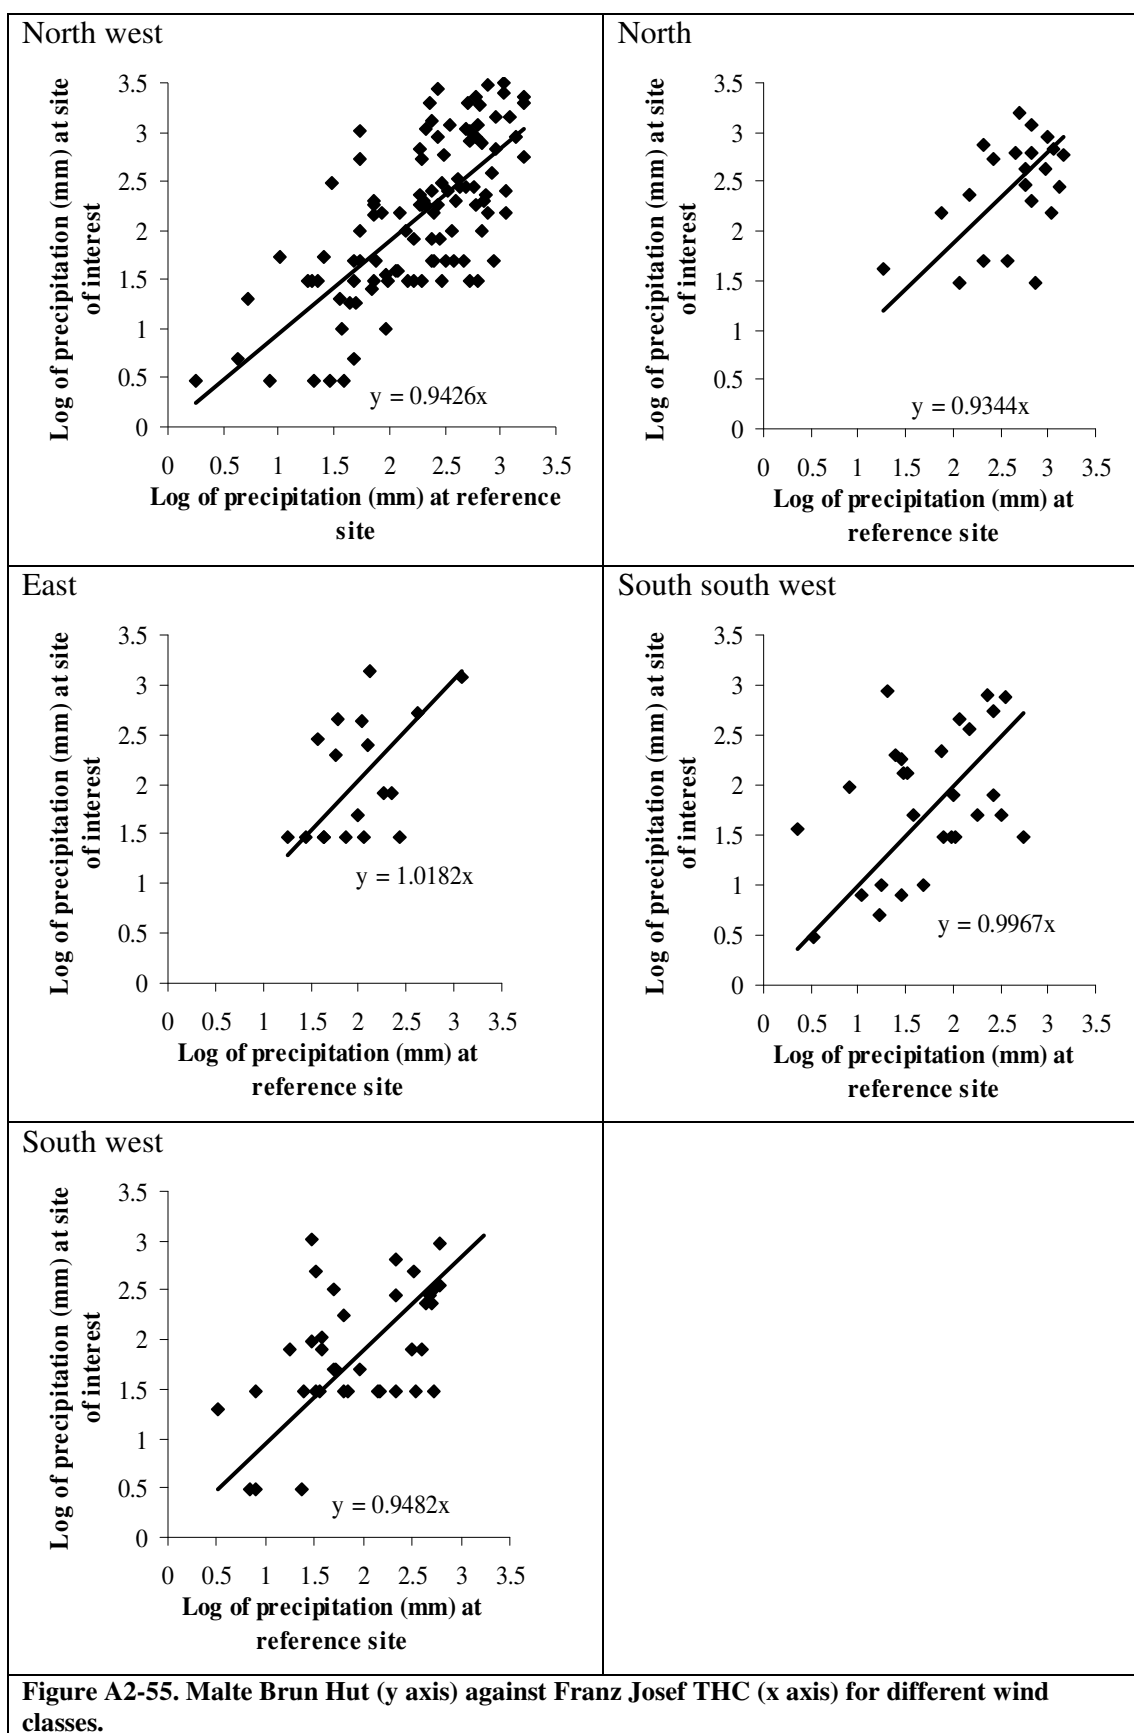 North west
Log of precipitation (mm) at site
of interest
3.5
3
2.5
2
1.5
1
0.5
0
y = 0.9426x
0 0.5 1 1.5 2 2.5 3 3.5
Log of precipitation (mm) at reference
site
North
Log of precipitation (mm) at site
of interest
3.5
3
2.5
2
1.5
1
0.5
0
y = 0.9344x
0 0.5 1 1.5 2 2.5 3 3.5
Log of precipitation (mm) at
reference site
East
Log of precipitation (mm) at site
of interest
3.5
3
2.5
2
1.5
1
0.5
0
y = 1.0182x
0 0.5 1 1.5 2 2.5 3 3.5
Log of precipitation (mm) at
reference site
South south west
Log of precipitation (mm) at site
of interest
3.5
3
2.5
2
1.5
1
0.5
0
y = 0.9967x
0 0.5 1 1.5 2 2.5 3 3.5
Log of precipitation (mm) at
reference site
South west
Log of precipitation (mm) at site
of interest
3.5
3
2.5
2
1.5
1
0.5
0
y = 0.9482x
0 0.5 1 1.5 2 2.5 3 3.5
Log of precipitation (mm) at
reference site
Figure A2-55. Malte Brun Hut (y axis) against Franz Josef THC (x axis) for different wind
classes.